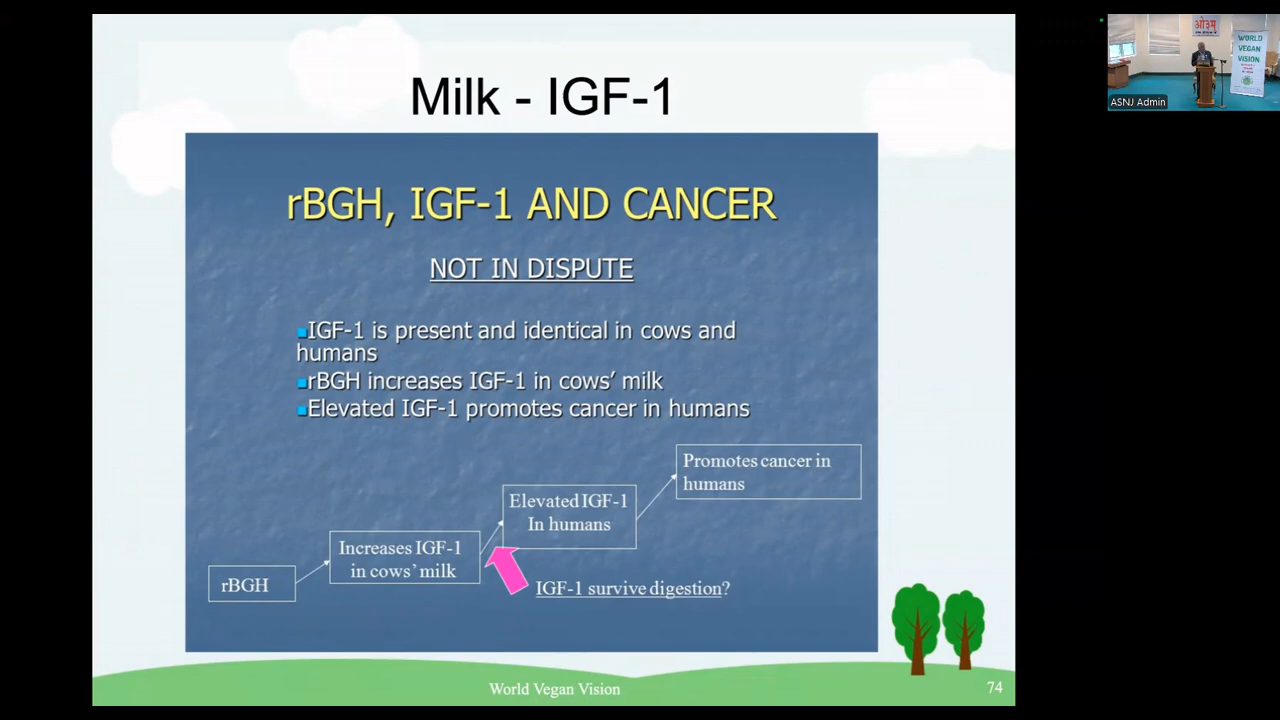 Milk - IGF-1
rBGH, IGF-1 AND CANCER
NOT IN DISPUTE
IGF-1 is present and identical in cows and
humans
rBGH increases IGF-1 in cows’ milk
Elevated IGF-1 promotes cancer in humans
Promotes cancer in
humans
Elevated IGF-1
In humans
Increases IGF-1
in cows’ milk
rBGH
IGF-1 survive digestion?
World Vegan Vision
74
ओ३म्
WORLD
VEGAN
VISION
ASNJ Admin